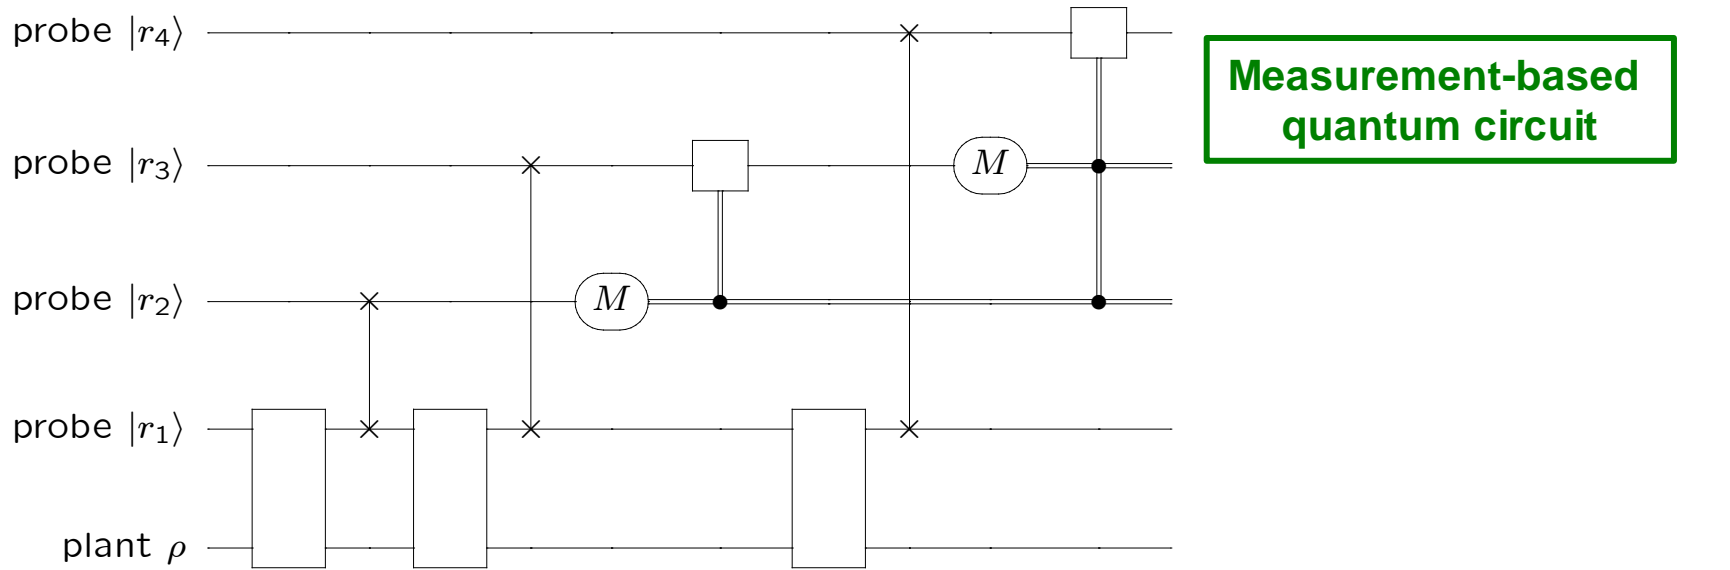 probe |r₄⟩
Measurement-based
quantum circuit
probe |r₃⟩
M
probe |r₂⟩
M
probe |r₁⟩
plant ρ